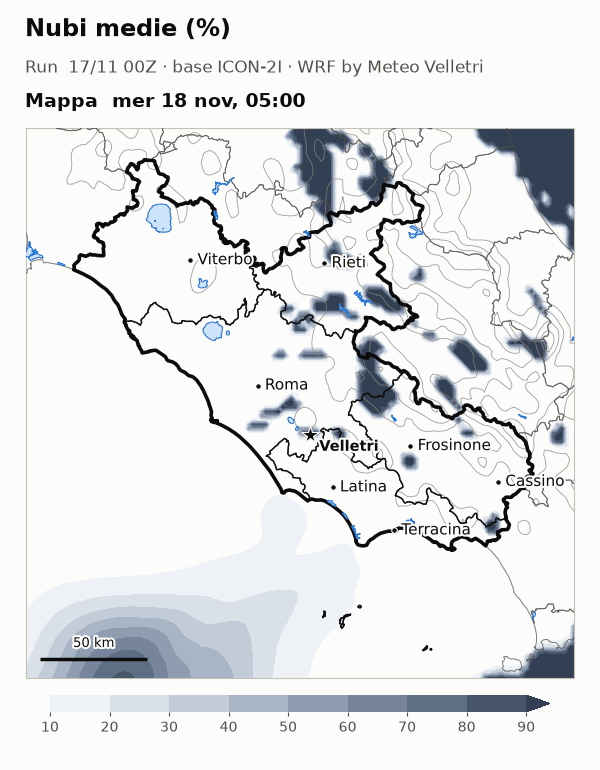 Nubi medie (%)
Run  17/11 00Z · base ICON-2I · WRF by Meteo Velletri
Mappa  mer 18 nov, 05:00
Viterbo
Rieti
Roma
Velletri
Frosinone
Cassino
Latina
Terracina
50 km
10 20 30 40 50 60 70 80 90